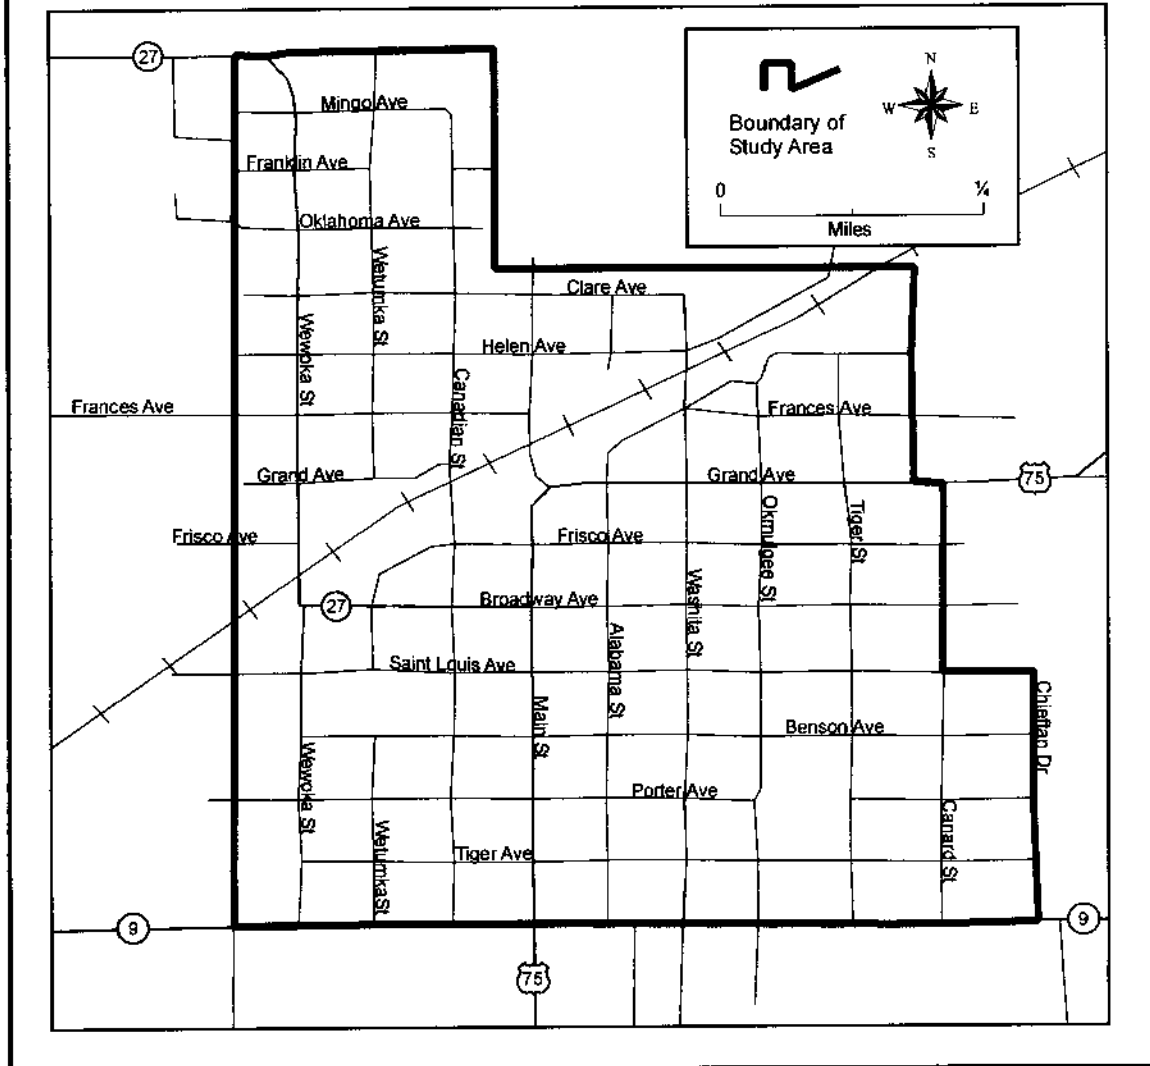 27
N
Mingo Ave
W E
Boundary of
Study Area
S
Franklin Ave
0 ¼
Oklahoma Ave
Miles
Wetumka St
Clare Ave
Wewoka St
Helen Ave
Canadian St
Frances Ave
Frances Ave
Grand Ave
Grand Ave
75
Okmulgee St
Tiger St
Frisco Ave
Frisco Ave
Washita St
27
Broadway Ave
Alabama St
Saint Louis Ave
Chieftan Dr
Main St
Benson Ave
Wewoka St
Porter Ave
Canard St
Wetumka St
Tiger Ave
9
9
75